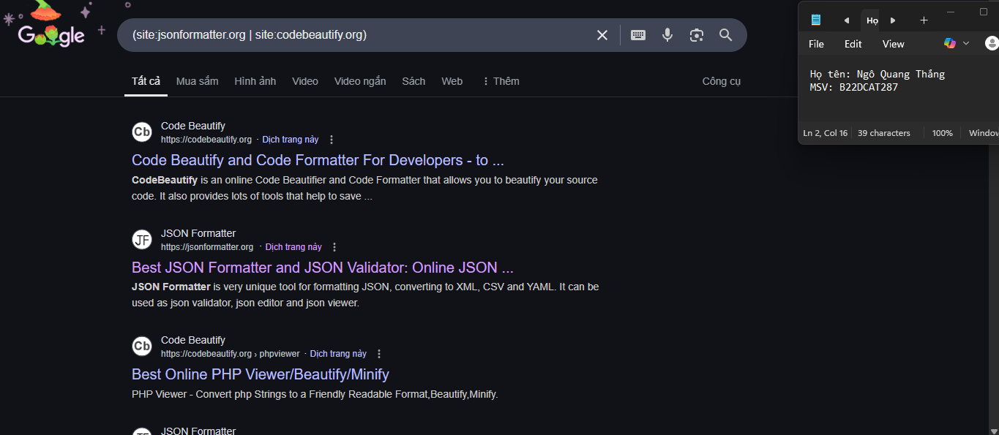 Google
(site:jsonformatter.org | site:codebeautify.org)
Tất cả
Mua sắm
Hình ảnh
Video
Video ngắn
Sách
Web
Thêm
Công cụ
Cb
Code Beautify
https://codebeautify.org · Dịch trang này
Code Beautify and Code Formatter For Developers - to ...
CodeBeautify is an online Code Beautifier and Code Formatter that allows you to beautify your source
code. It also provides lots of tools that help to save ...
JF
JSON Formatter
https://jsonformatter.org · Dịch trang này
Best JSON Formatter and JSON Validator: Online JSON ...
JSON Formatter is very unique tool for formatting JSON, converting to XML, CSV and YAML. It can be
used as json validator, json editor and json viewer.
Cb
Code Beautify
https://codebeautify.org › phpviewer · Dịch trang này
Best Online PHP Viewer/Beautify/Minify
PHP Viewer - Convert php Strings to a Friendly Readable Format,Beautify,Minify.
JF
JSON Formatter
Họ
File
Edit
View
Họ tên: Ngô Quang Thắng
MSV: B22DCAT287
Ln 2, Col 16
39 characters
100%
Window